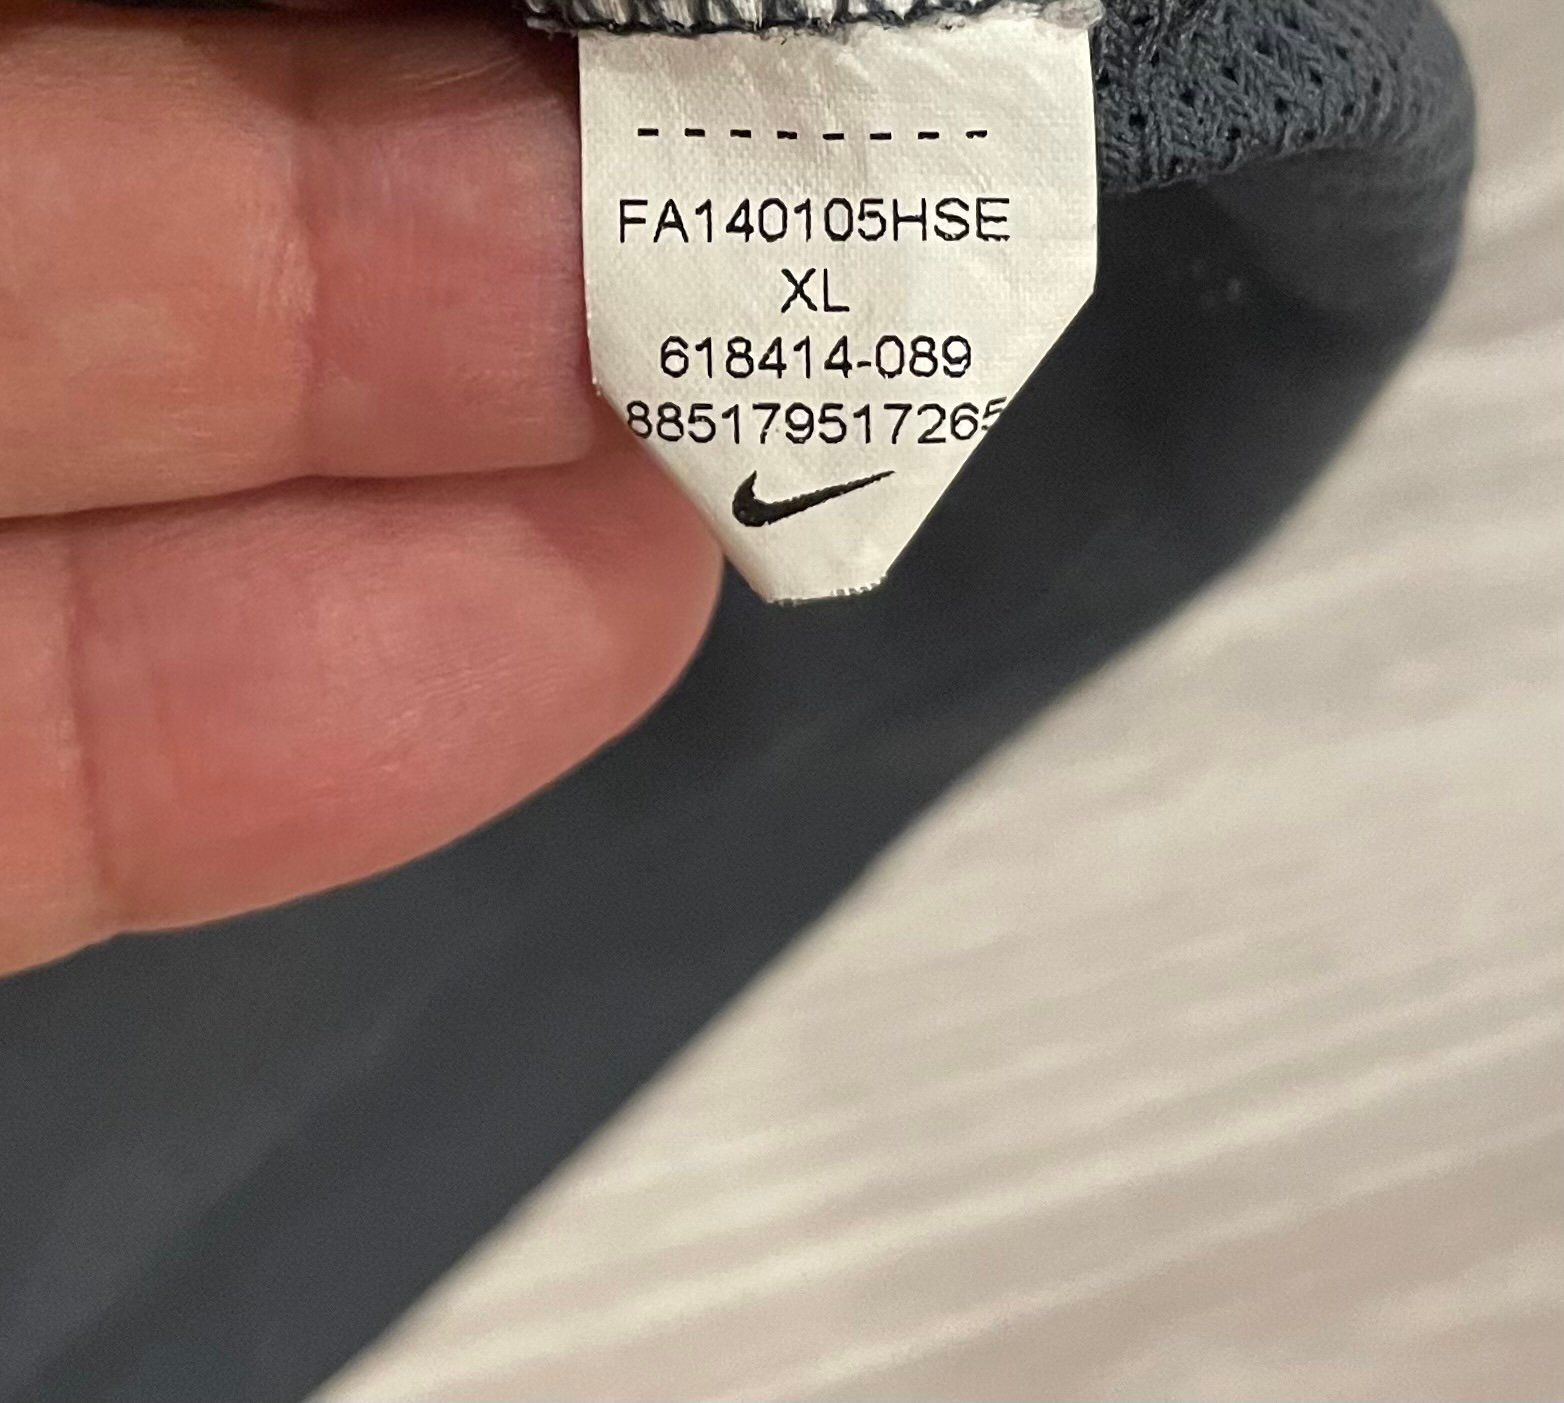 --------
FA140105HSE
XL
618414-089
885179517265